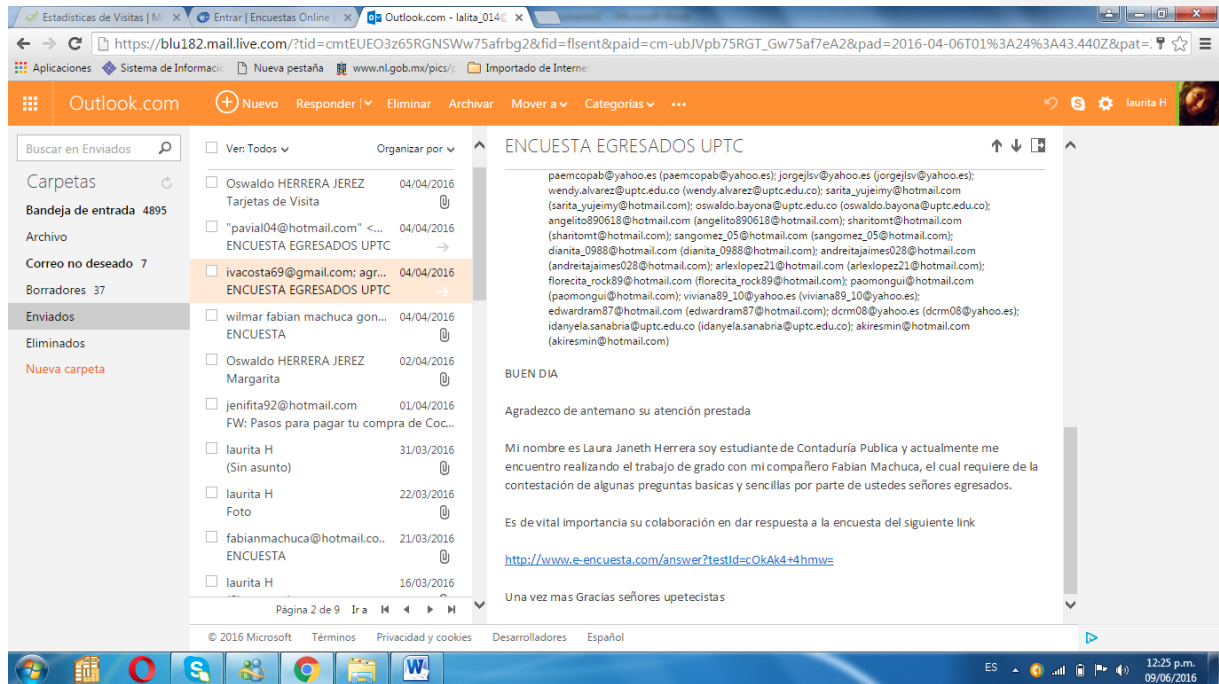 Estadísticas de Visitas | Mi
Entrar | Encuestas Online
Outlook.com - lalita_014@
https://blu182.mail.live.com/?tid=cmtEUEO3z65RGNSWw75afrbg2&fid=flsent&paid=cm-ubJVpb75RGT_Gw75af7eA2&pad=2016-04-06T01%3A24%3A43.440Z&pat=
Aplicaciones Sistema de Informació Nueva pestaña www.nl.gob.mx/pics/p Importado de Internet
Outlook.com Nuevo Responder Eliminar Archivar Mover a Categorías ... laurita H
Buscar en Enviados
Carpetas
Bandeja de entrada 4895
Archivo
Correo no deseado 7
Borradores 37
Enviados
Eliminados
Nueva carpeta
Ver: Todos Organizar por
Oswaldo HERRERA JEREZ 04/04/2016
Tarjetas de Visita
"pavial04@hotmail.com" <... 04/04/2016
ENCUESTA EGRESADOS UPTC
ivacosta69@gmail.com; agr... 04/04/2016
ENCUESTA EGRESADOS UPTC
wilmar fabian machuca gon... 04/04/2016
ENCUESTA
Oswaldo HERRERA JEREZ 02/04/2016
Margarita
jenifita92@hotmail.com 01/04/2016
FW: Pasos para pagar tu compra de Coc...
laurita H 31/03/2016
(Sin asunto)
laurita H 22/03/2016
Foto
fabianmachuca@hotmail.co.. 21/03/2016
ENCUESTA
laurita H 16/03/2016
Página 2 de 9 Ir a
ENCUESTA EGRESADOS UPTC
paemcopab@yahoo.es (paemcopab@yahoo.es); jorgejlsv@yahoo.es (jorgejlsv@yahoo.es);
wendy.alvarez@uptc.edu.co (wendy.alvarez@uptc.edu.co); sarita_yujeimy@hotmail.com
(sarita_yujeimy@hotmail.com); oswaldo.bayona@uptc.edu.co (oswaldo.bayona@uptc.edu.co);
angelito890618@hotmail.com (angelito890618@hotmail.com); sharitomt@hotmail.com
(sharitomt@hotmail.com); sangomez_05@hotmail.com (sangomez_05@hotmail.com);
dianita_0988@hotmail.com (dianita_0988@hotmail.com); andreitajaimes028@hotmail.com
(andreitajaimes028@hotmail.com); arlexlopez21@hotmail.com (arlexlopez21@hotmail.com);
florecita_rock89@hotmail.com (florecita_rock89@hotmail.com); paomongui@hotmail.com
(paomongui@hotmail.com); viviana89_10@yahoo.es (viviana89_10@yahoo.es);
edwardram87@hotmail.com (edwardram87@hotmail.com); dcrm08@yahoo.es (dcrm08@yahoo.es);
idanyela.sanabria@uptc.edu.co (idanyela.sanabria@uptc.edu.co); akiresmin@hotmail.com
(akiresmin@hotmail.com)
BUEN DIA
Agradezco de antemano su atención prestada
Mi nombre es Laura Janeth Herrera soy estudiante de Contaduría Publica y actualmente me
encuentro realizando el trabajo de grado con mi compañero Fabian Machuca, el cual requiere de la
contestación de algunas preguntas basicas y sencillas por parte de ustedes señores egresados.
Es de vital importancia su colaboración en dar respuesta a la encuesta del siguiente link
http://www.e-encuesta.com/answer?testId=cOkAk4+4hmw=
Una vez mas Gracias señores upetecistas
© 2016 Microsoft Términos Privacidad y cookies Desarrolladores Español
ES 12:25 p.m.
09/06/2016